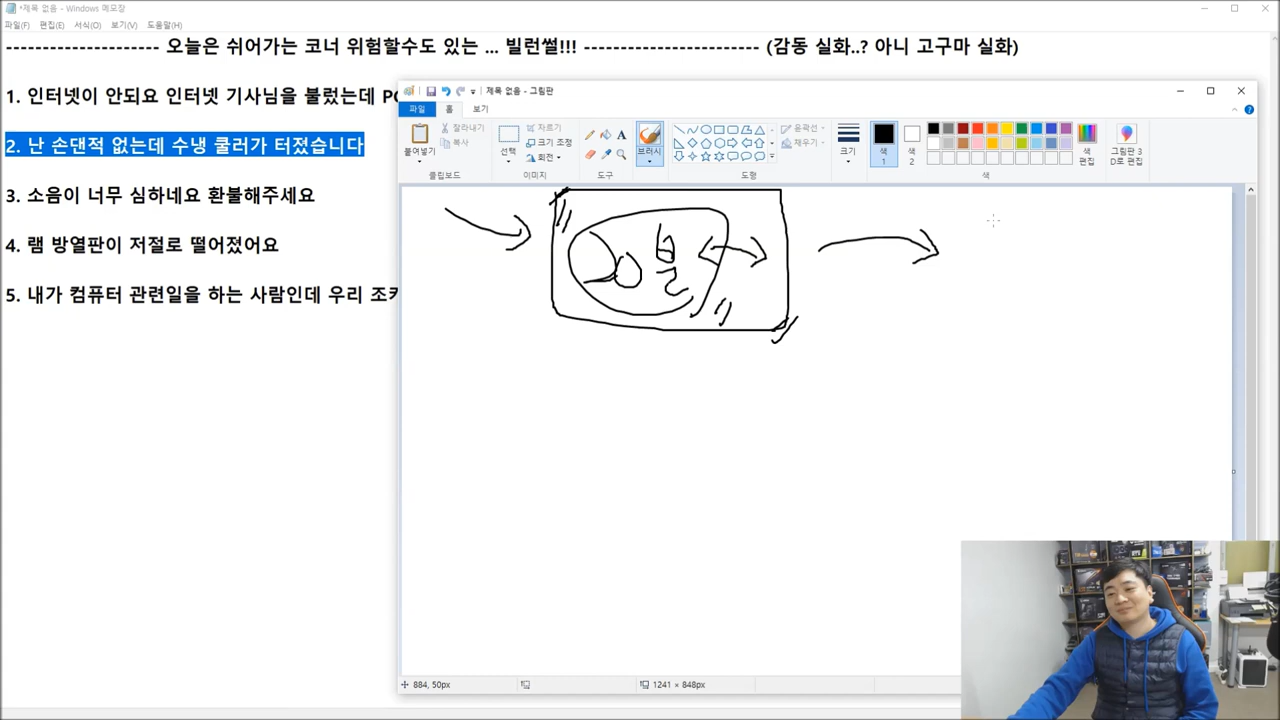 *제목 없음 - Windows 메모장
파일(F) 편집(E) 서식(O) 보기(V) 도움말(H)
--------------------- 오늘은 쉬어가는 코너 위험할수도 있는 ... 빌런썰!!! ------------------------ (감동 실화..? 아니 고구마 실화)
1. 인터넷이 안되요 인터넷 기사님을 불렀는데 PC
2. 난 손댄적 없는데 수냉 쿨러가 터졌습니다
3. 소음이 너무 심하네요 환불해주세요
4. 램 방열판이 저절로 떨어졌어요
5. 내가 컴퓨터 관련일을 하는 사람인데 우리 조카
제목 없음 - 그림판
파일 홈 보기
붙여넣기 잘라내기 복사 선택 자르기 크기 조정 회전 A 브러시 윤곽선 채우기 크기 색 1 색 2 색 편집 그림판 3D로 편집
클립보드 이미지 도구 도형 색
884, 50px 1241 × 848px